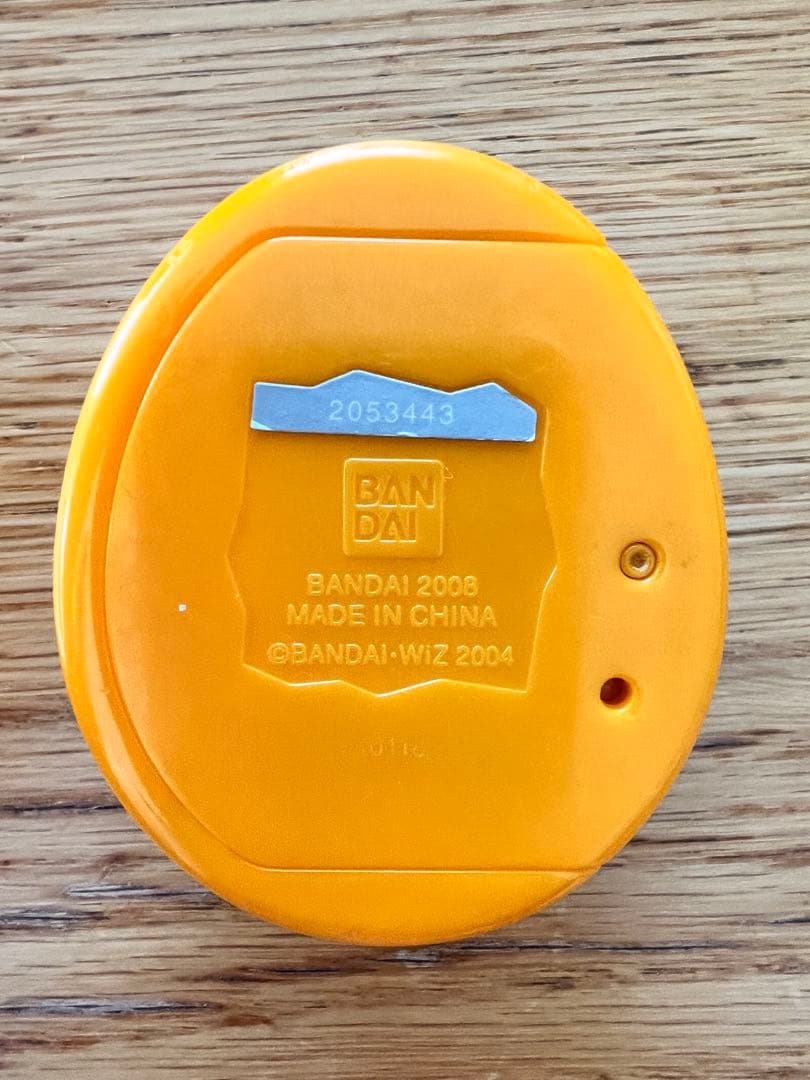 2053443
BAN
DAI
BANDAI 2008
MADE IN CHINA
©BANDAI·WiZ 2004